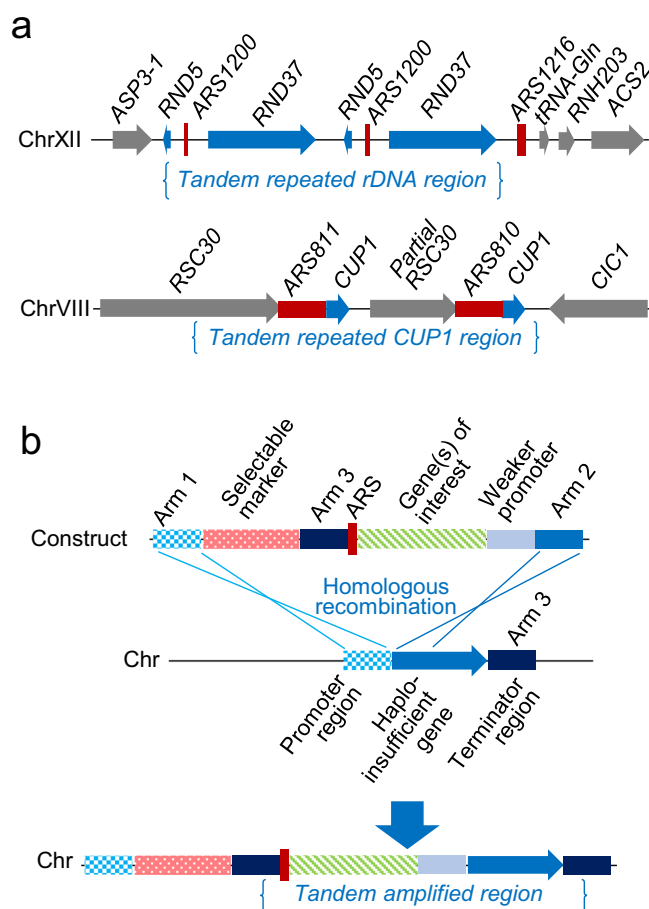 a
ASP3-1
RND5
ARS1200
RND37
RND5
ARS1200
RND37
ARS1216
tRNA-Gln
RNH203
ACS2
ChrXII
Tandem repeated rDNA region
RSC30
ARS811
CUP1
Partial
RSC30
ARS810
CUP1
CIC1
ChrVIII
Tandem repeated CUP1 region
b
Arm 1
Selectable
marker
Arm 3
ARS
Gene(s) of
interest
Weaker
promoter
Arm 2
Construct
Homologous
recombination
Arm 3
Chr
Promoter
region
Haplo-
insufficient
gene
Terminator
region
Chr
Tandem amplified region